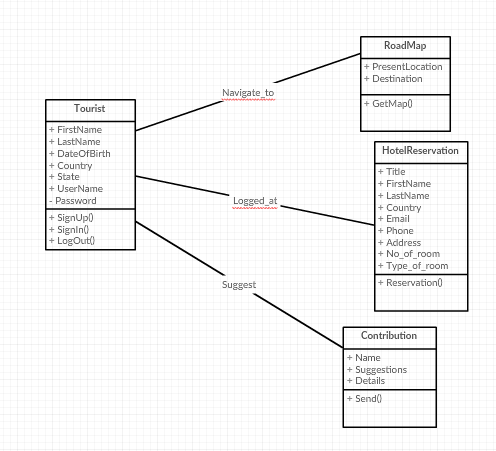 RoadMap
+ PresentLocation
+ Destination
+ GetMap()
Navigate_to
Tourist
+ FirstName
+ LastName
+ DateOfBirth
+ Country
+ State
+ UserName
- Password
+ SignUp()
+ SignIn()
+ LogOut()
HotelReservation
+ Title
+ FirstName
+ LastName
+ Country
+ Email
+ Phone
+ Address
+ No_of_room
+ Type_of_room
+ Reservation()
Logged_at
Suggest
Contribution
+ Name
+ Suggestions
+ Details
+ Send()